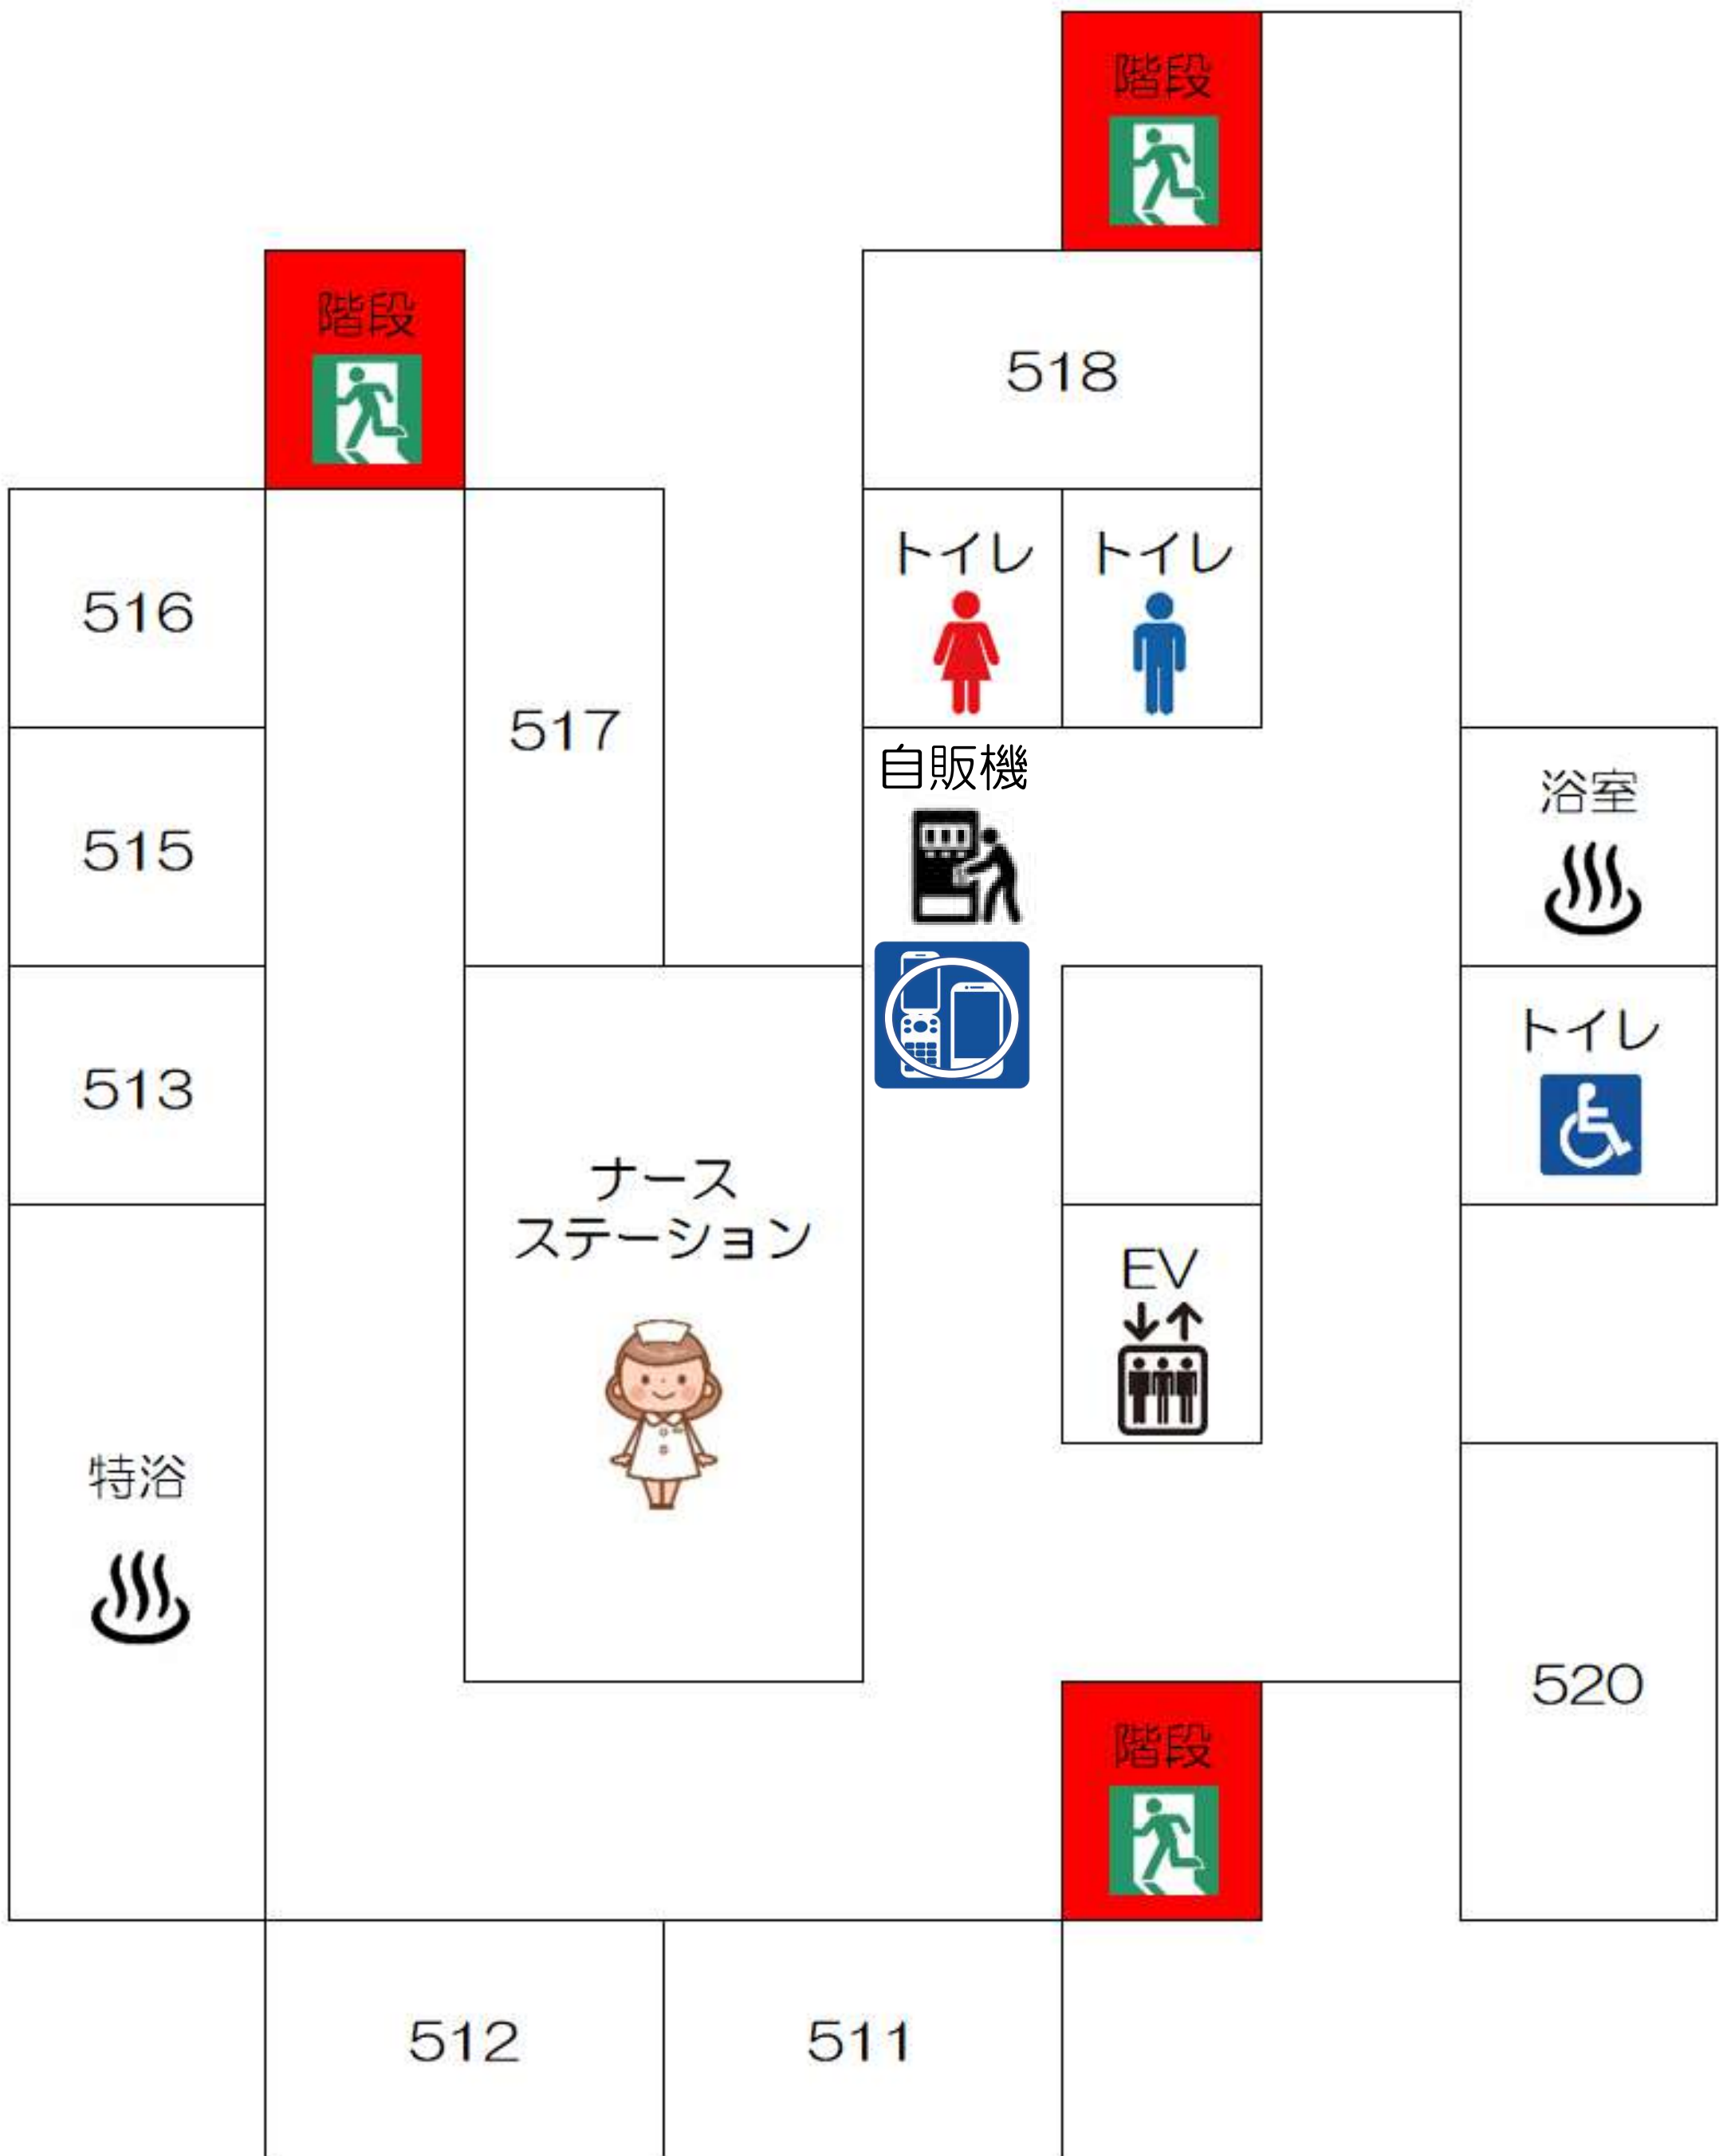 階段
階段
518
516
トイレ
トイレ
517
自販機
浴室
515
トイレ
513
ナース
ステーション
EV
特浴
520
階段
512
511